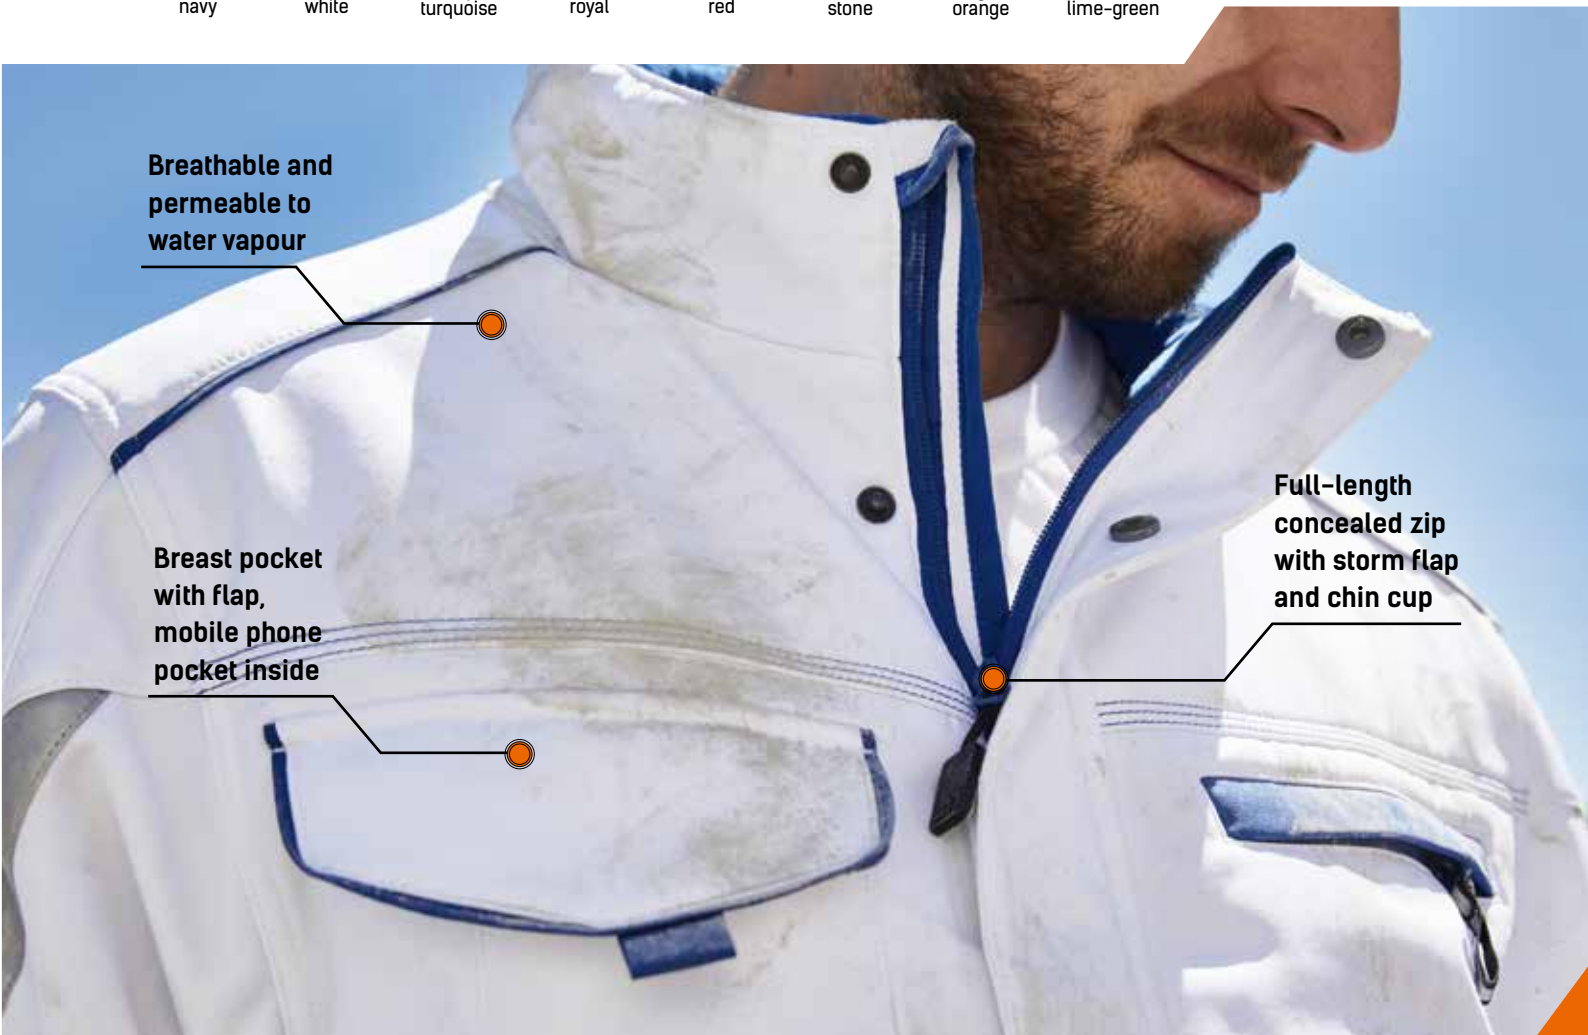 navy white turquoise royal red stone orange lime-green
Breathable and
permeable to
water vapour
Breast pocket
with flap,
mobile phone
pocket inside
Full-length
concealed zip
with storm flap
and chin cup